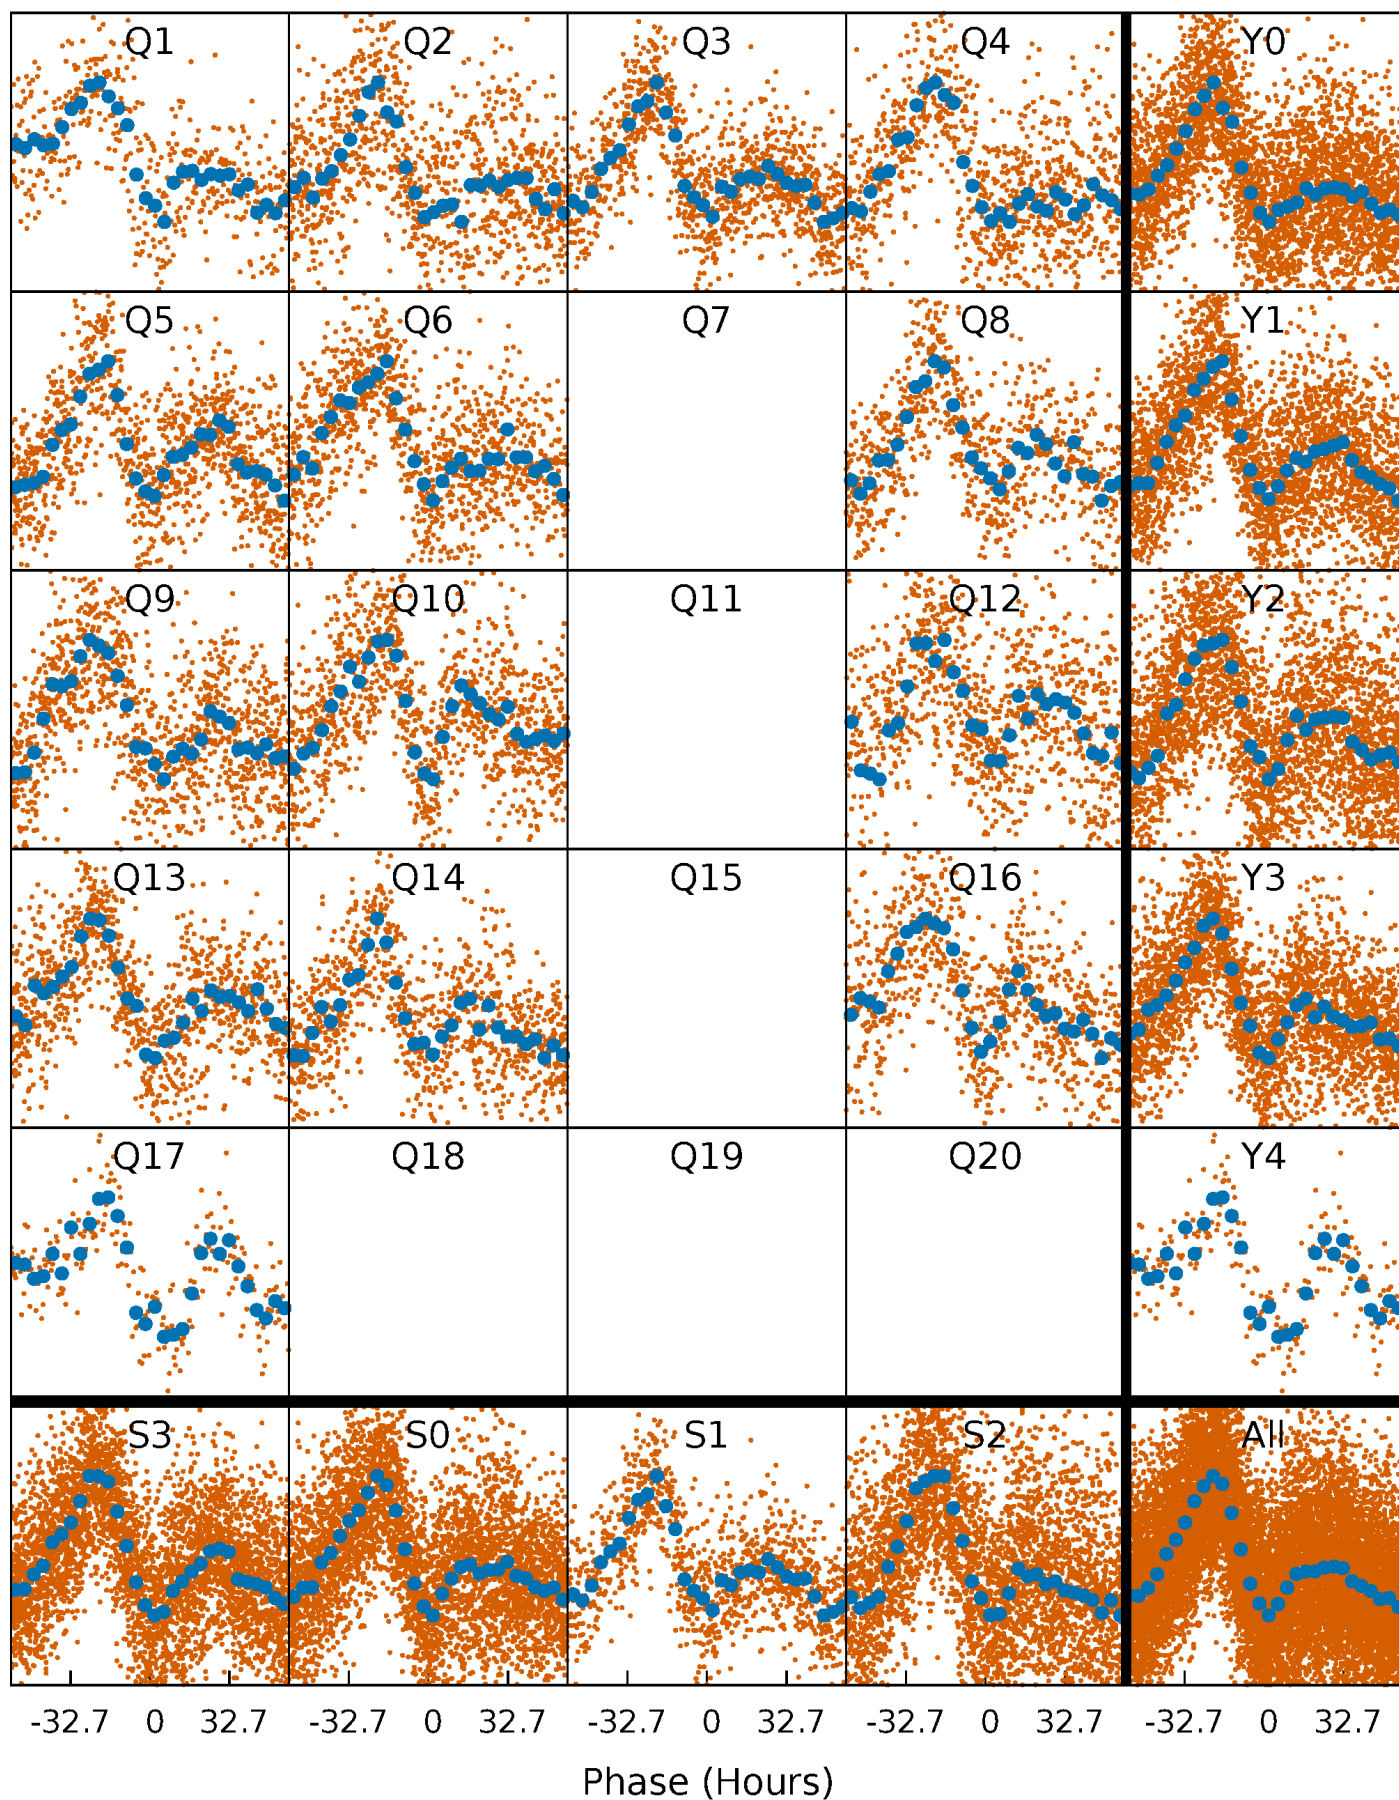 Q1 Q2 Q3 Q4 Y0
Q5 Q6 Q7 Q8 Y1
Q9 Q10 Q11 Q12 Y2
Q13 Q14 Q15 Q16 Y3
Q17 Q18 Q19 Q20 Y4
S3 S0 S1 S2 All
-32.7 0 32.7 -32.7 0 32.7 -32.7 0 32.7 -32.7 0 32.7 -32.7 0 32.7
Phase (Hours)